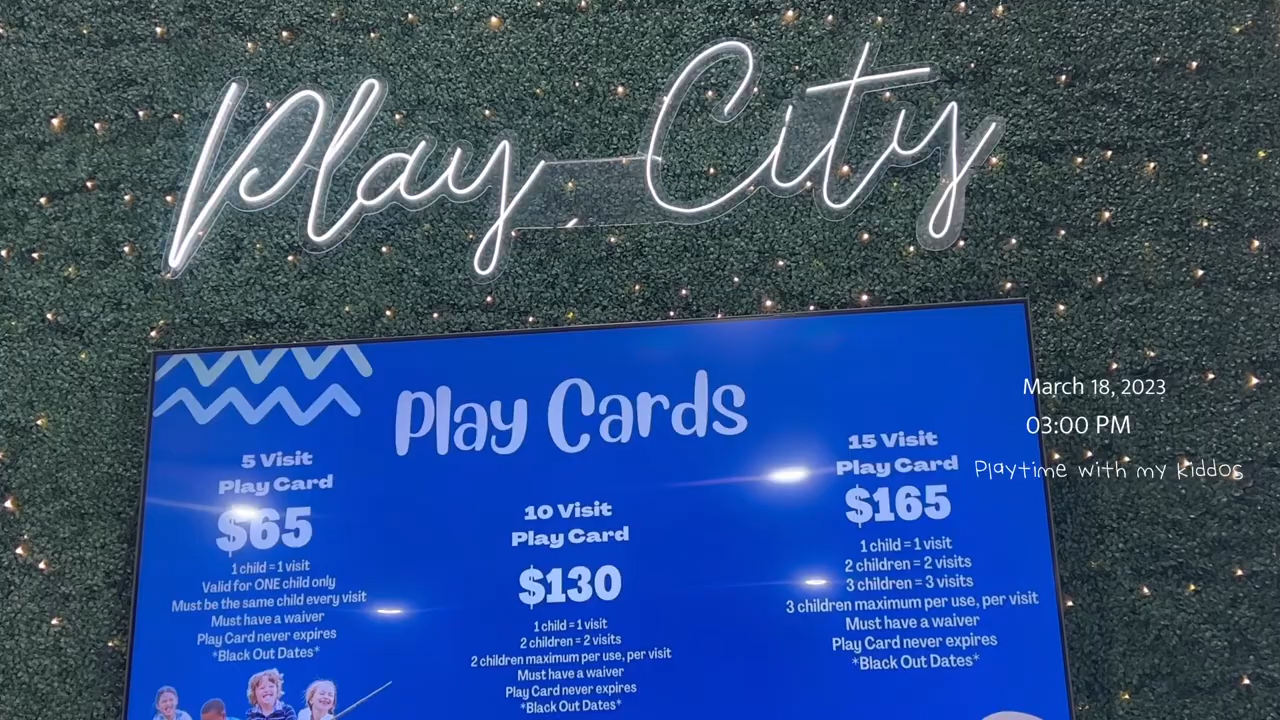 Play City
Play Cards
5 Visit
Play Card
$65
1 child = 1 visit
Valid for ONE child only
Must be the same child every visit
Must have a waiver
Play Card never expires
*Black Out Dates*
10 Visit
Play Card
$130
1 child = 1 visit
2 children = 2 visits
2 children maximum per use, per visit
Must have a waiver
Play Card never expires
*Black Out Dates*
15 Visit
Play Card
$165
1 child = 1 visit
2 children = 2 visits
3 children = 3 visits
3 children maximum per use, per visit
Must have a waiver
Play Card never expires
*Black Out Dates*
March 18, 2023
03:00 PM
Playtime with my kiddos